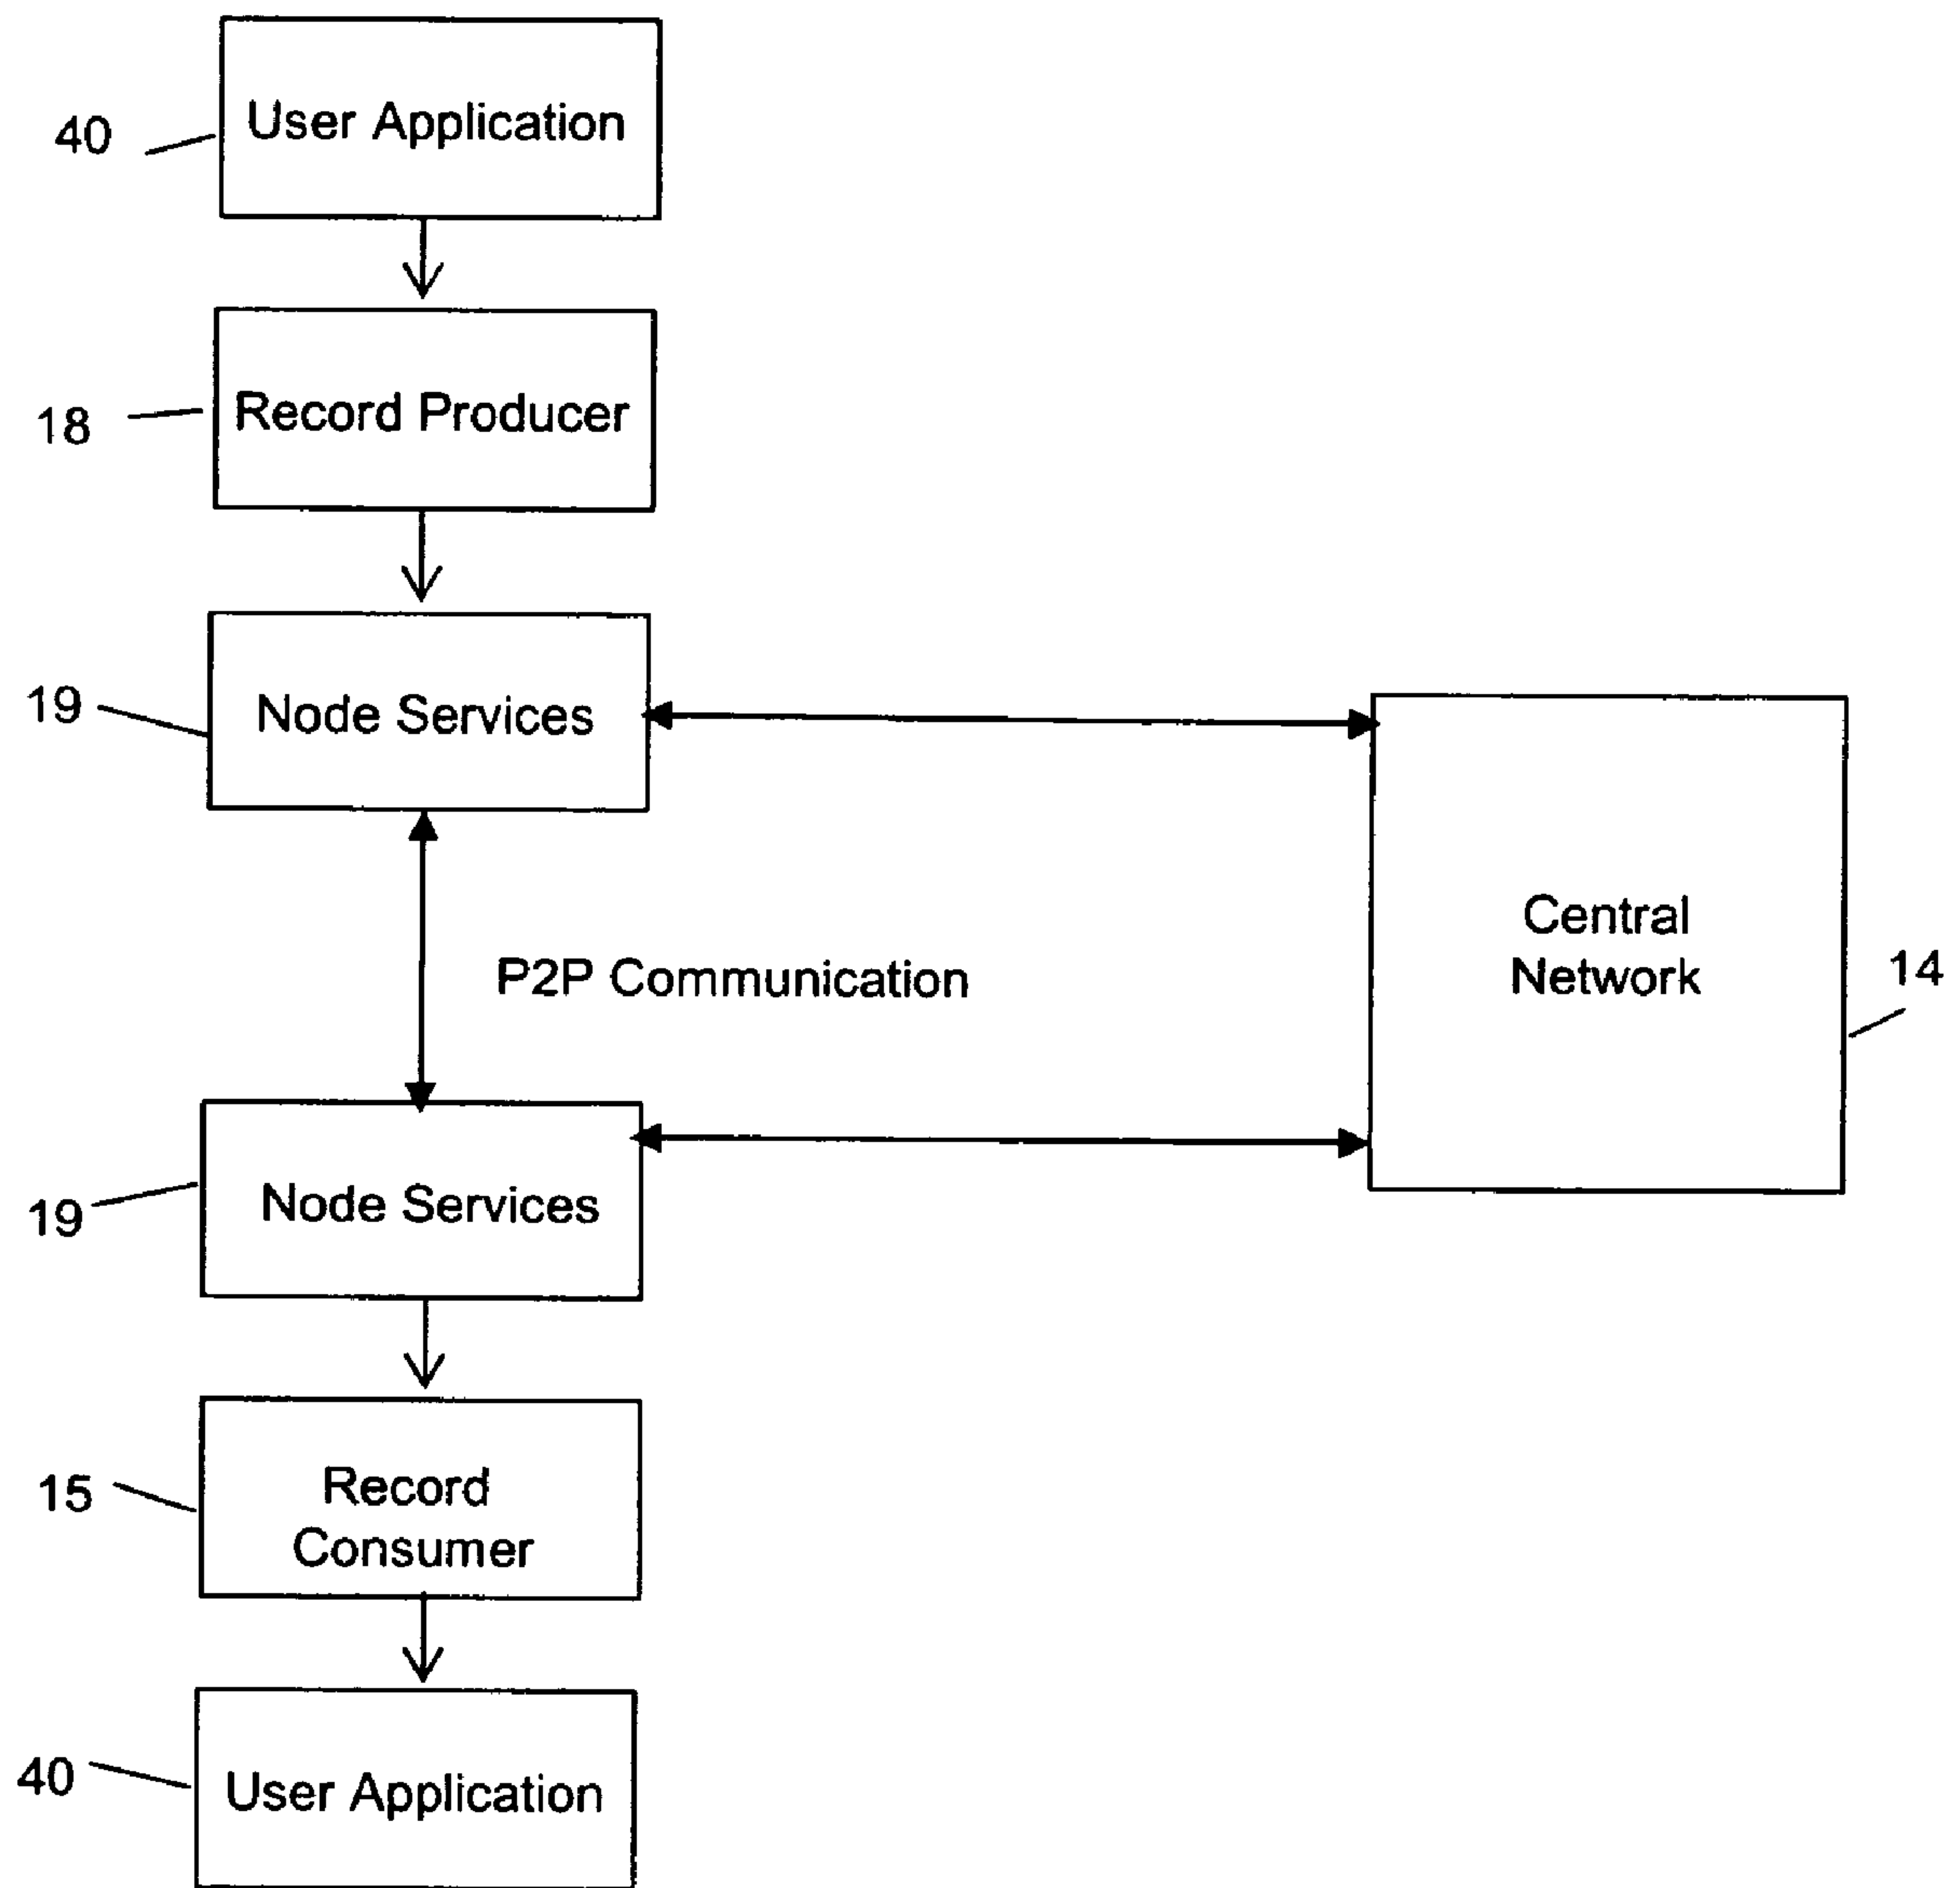 User Application
40
Record Producer
18
Node Services
19
Central
Network
14
P2P Communication
Node Services
19
Record
Consumer
15
User Application
40